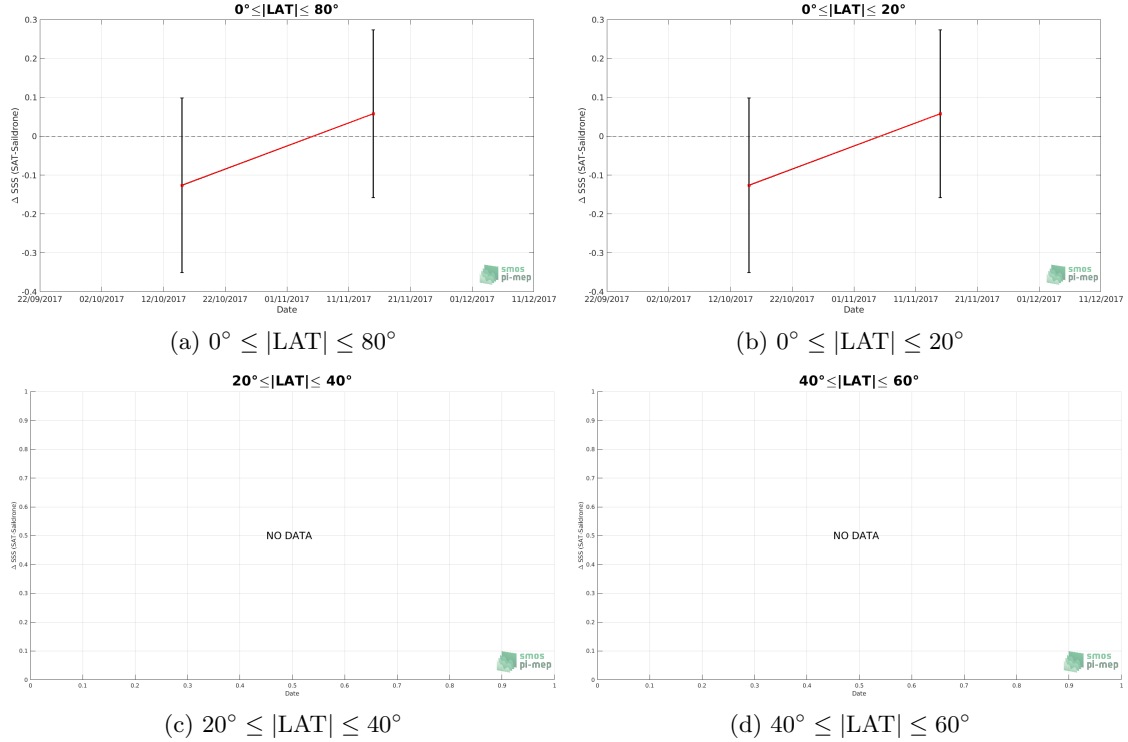 0°≤|LAT|≤ 80°
0.3
0.2
0.1
0
-0.1
-0.2
-0.3
-0.4
Δ SSS (SAT-Saildrone)
22/09/2017 02/10/2017 12/10/2017 22/10/2017 01/11/2017 11/11/2017 21/11/2017 01/12/2017 11/12/2017
Date
smos
pi-mep
(a) 0° ≤ |LAT| ≤ 80°
0°≤|LAT|≤ 20°
0.3
0.2
0.1
0
-0.1
-0.2
-0.3
-0.4
Δ SSS (SAT-Saildrone)
22/09/2017 02/10/2017 12/10/2017 22/10/2017 01/11/2017 11/11/2017 21/11/2017 01/12/2017 11/12/2017
Date
smos
pi-mep
(b) 0° ≤ |LAT| ≤ 20°
20°≤|LAT|≤ 40°
1
0.9
0.8
0.7
0.6
0.5
0.4
0.3
0.2
0.1
0
Δ SSS (SAT-Saildrone)
NO DATA
0 0.1 0.2 0.3 0.4 0.5 0.6 0.7 0.8 0.9 1
Date
smos
pi-mep
(c) 20° ≤ |LAT| ≤ 40°
40°≤|LAT|≤ 60°
1
0.9
0.8
0.7
0.6
0.5
0.4
0.3
0.2
0.1
0
Δ SSS (SAT-Saildrone)
NO DATA
0 0.1 0.2 0.3 0.4 0.5 0.6 0.7 0.8 0.9 1
Date
smos
pi-mep
(d) 40° ≤ |LAT| ≤ 60°